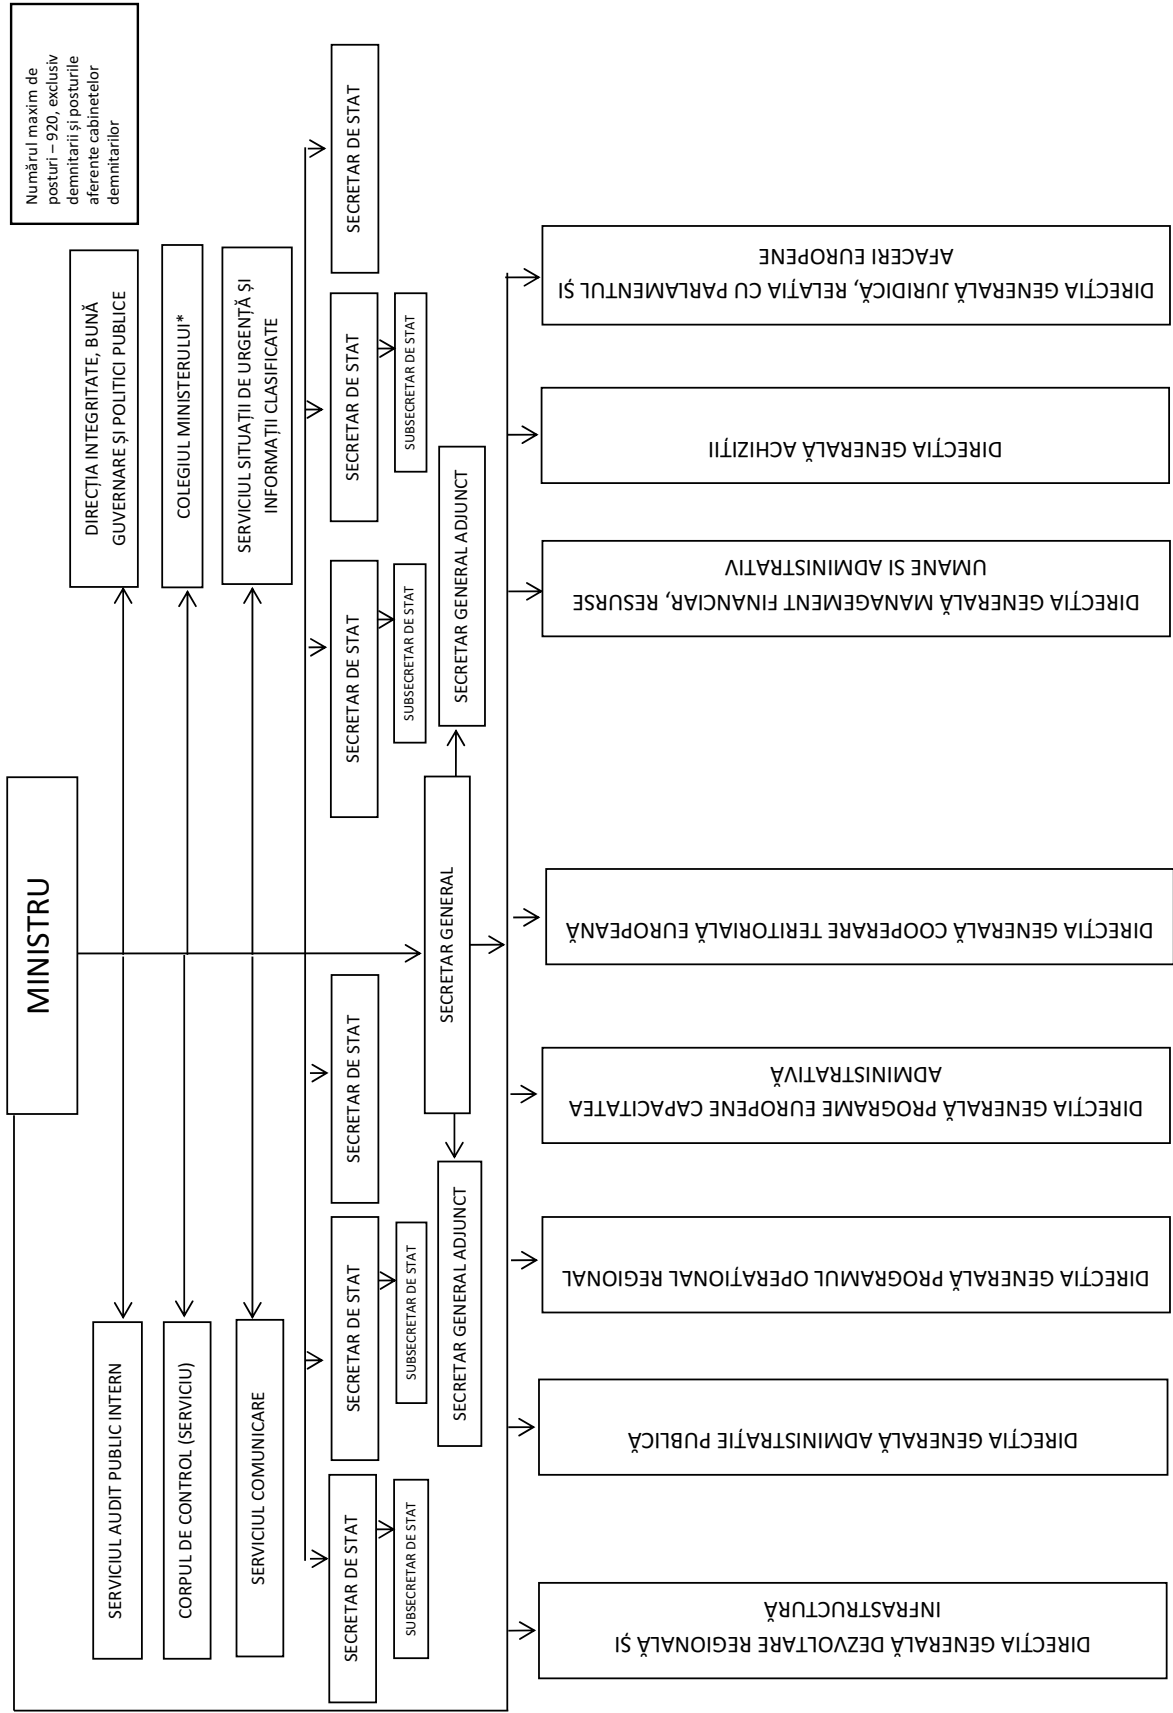 Numărul maxim de
posturi – 920, exclusiv
demnitarii și posturile
aferente cabinetelor
demnitarilor
MINISTRU
SERVICIUL AUDIT PUBLIC INTERN
DIRECȚIA INTEGRITATE, BUNĂ
GUVERNARE ȘI POLITICI PUBLICE
CORPUL DE CONTROL (SERVICIU)
COLEGIUL MINISTERULUI*
SERVICIUL COMUNICARE
SERVICIUL SITUAȚII DE URGENȚĂ ȘI
INFORMAȚII CLASIFICATE
SECRETAR DE STAT
SECRETAR DE STAT
SECRETAR DE STAT
SECRETAR DE STAT
SECRETAR DE STAT
SECRETAR DE STAT
SUBSECRETAR DE STAT
SUBSECRETAR DE STAT
SUBSECRETAR DE STAT
SUBSECRETAR DE STAT
SECRETAR GENERAL ADJUNCT
SECRETAR GENERAL
SECRETAR GENERAL ADJUNCT
DIRECȚIA GENERALĂ DEZVOLTARE REGIONALĂ ȘI
INFRASTRUCTURĂ
DIRECȚIA GENERALĂ ADMINISTRAȚIE PUBLICĂ
DIRECȚIA GENERALĂ PROGRAMUL OPERAȚIONAL REGIONAL
DIRECȚIA GENERALĂ PROGRAME EUROPENE CAPACITATEA
ADMINISTRATIVĂ
DIRECȚIA GENERALĂ COOPERARE TERITORIALĂ EUROPEANĂ
DIRECȚIA GENERALĂ MANAGEMENT FINANCIAR, RESURSE
UMANE SI ADMINISTRATIV
DIRECȚIA GENERALĂ ACHIZIȚII
DIRECȚIA GENERALĂ JURIDICĂ, RELAȚIA CU PARLAMENTUL ȘI
AFACERI EUROPENE